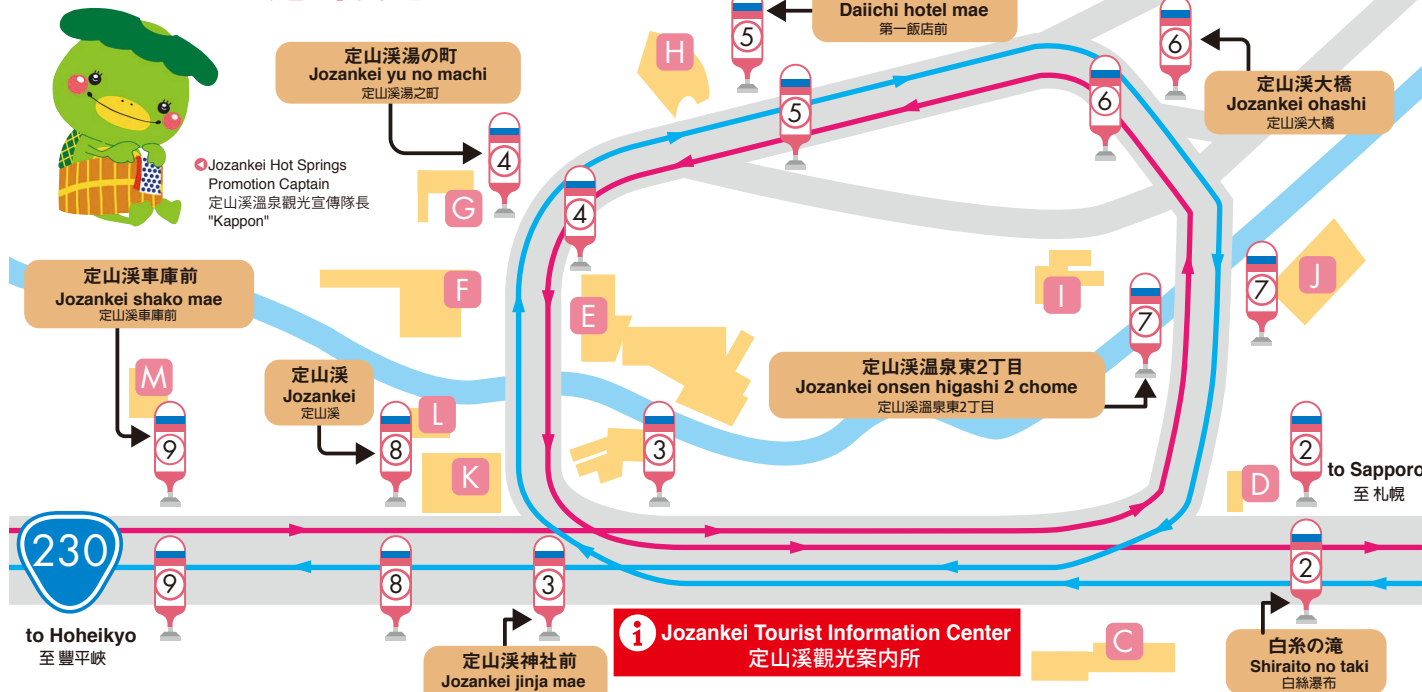 Daiichi hotel mae
第一飯店前
5
6
定山渓湯の町
Jozankei yu no machi
定山渓湯之町
H
定山渓大橋
Jozankei ohashi
定山渓大橋
5
6
4
Jozankei Hot Springs
Promotion Captain
定山渓溫泉觀光宣傳隊長
"Kappon"
G
4
定山渓車庫前
Jozankei shako mae
定山渓車庫前
F
E
I
7
7
J
M
定山渓
Jozankei
定山渓
定山渓温泉東2丁目
Jozankei onsen higashi 2 chome
定山渓溫泉東2丁目
9
8
L
K
3
D
2
to Sapporo
至 札幌
230
9
8
3
2
to Hoheikyo
至 豐平峽
定山渓神社前
Jozankei jinja mae
Jozankei Tourist Information Center
定山渓觀光案内所
C
白糸の滝
Shiraito no taki
白絲瀑布